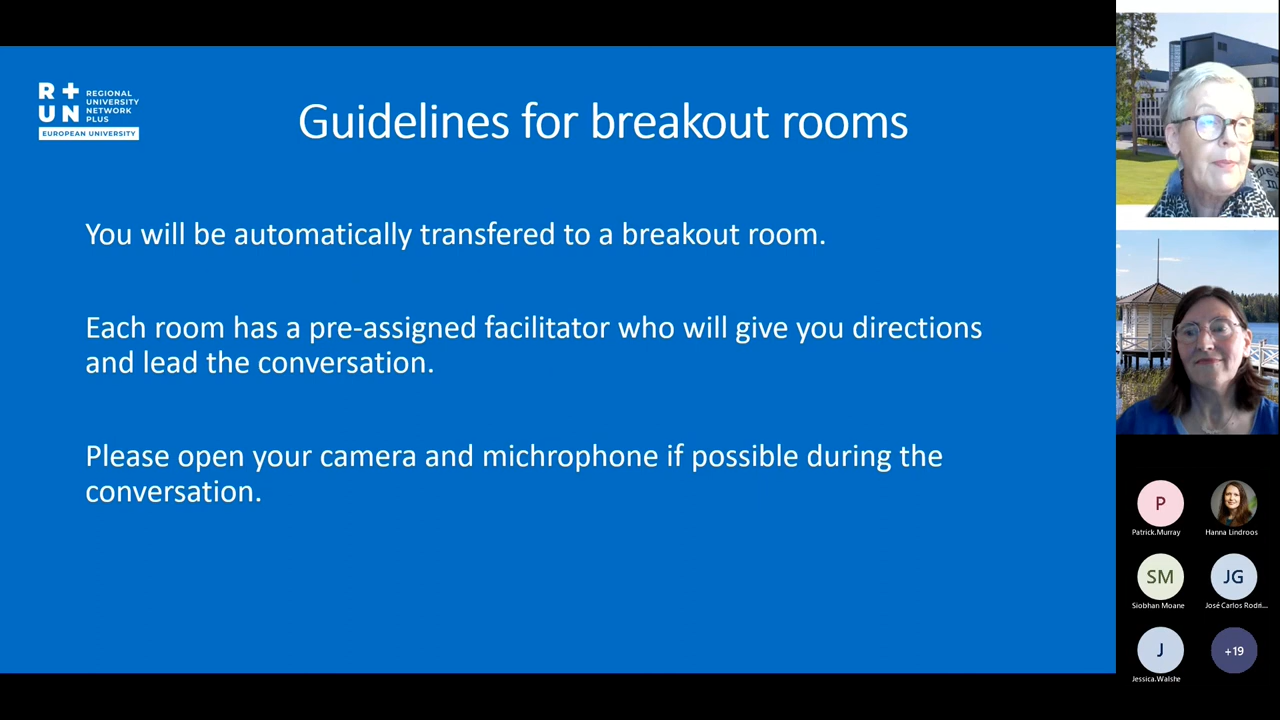 R+
UN
REGIONAL
UNIVERSITY
NETWORK
PLUS
EUROPEAN UNIVERSITY
Guidelines for breakout rooms
You will be automatically transfered to a breakout room.
Each room has a pre-assigned facilitator who will give you directions
and lead the conversation.
Please open your camera and michrophone if possible during the
conversation.
P
Patrick.Murray
Hanna Lindroos
SM
Siobhan Moane
JG
José Carlos Rodri...
J
Jessica.Walshe
+19